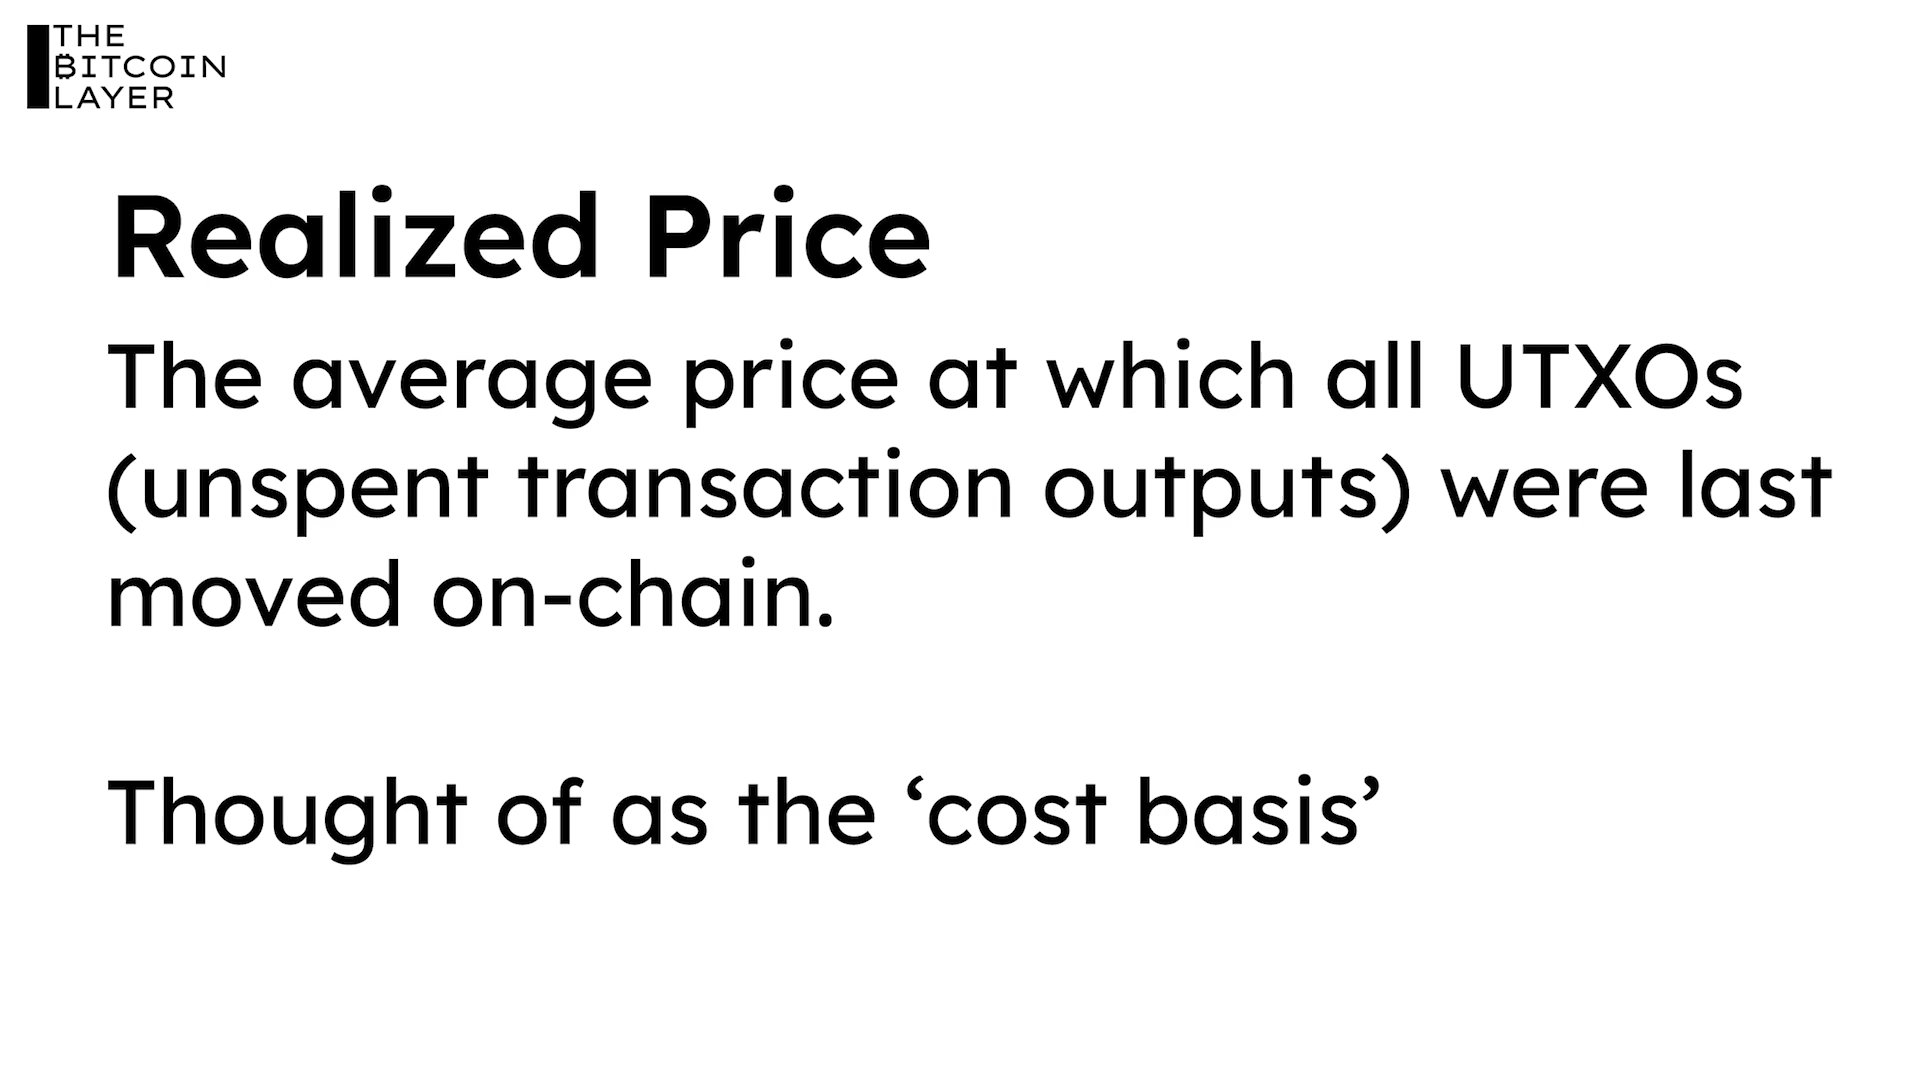 THE
BITCOIN
LAYER
Realized Price
The average price at which all UTXOs
(unspent transaction outputs) were last
moved on-chain.
Thought of as the ‘cost basis’